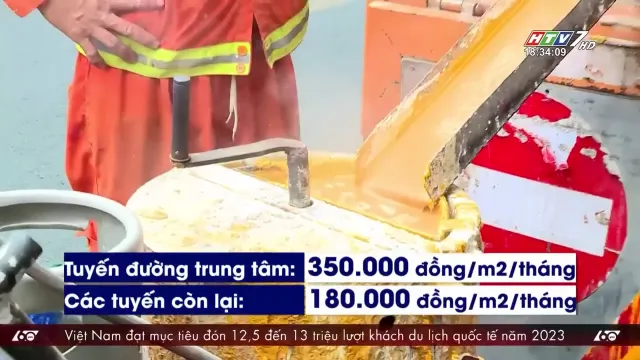 HTV7 HD
18:34:09
Tuyến đường trung tâm: 350.000 đồng/m2/tháng
Các tuyến còn lại: 180.000 đồng/m2/tháng
60 Việt Nam đạt mục tiêu đón 12,5 đến 13 triệu lượt khách du lịch quốc tế năm 2023 60